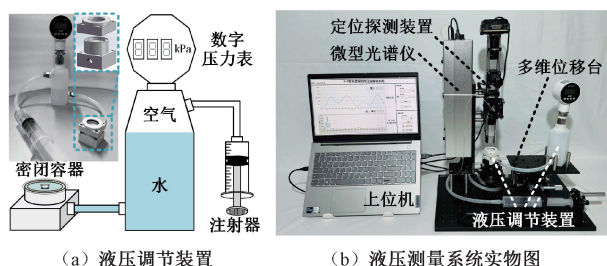 数字
压力表
kPa
空气
水
密闭容器
注射器
(a) 液压调节装置
定位探测装置
微型光谱仪
多维位移台
上位机
液压调节装置
(b) 液压测量系统实物图